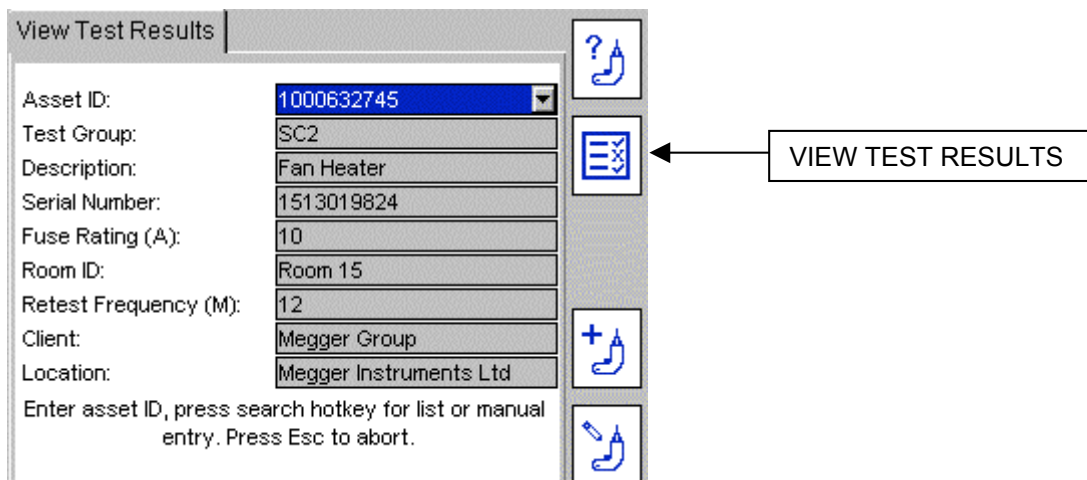 View Test Results
Asset ID: 1000632745
Test Group: SC2
Description: Fan Heater
Serial Number: 1513019824
Fuse Rating (A): 10
Room ID: Room 15
Retest Frequency (M): 12
Client: Megger Group
Location: Megger Instruments Ltd
Enter asset ID, press search hotkey for list or manual
entry. Press Esc to abort.
?
VIEW TEST RESULTS
+